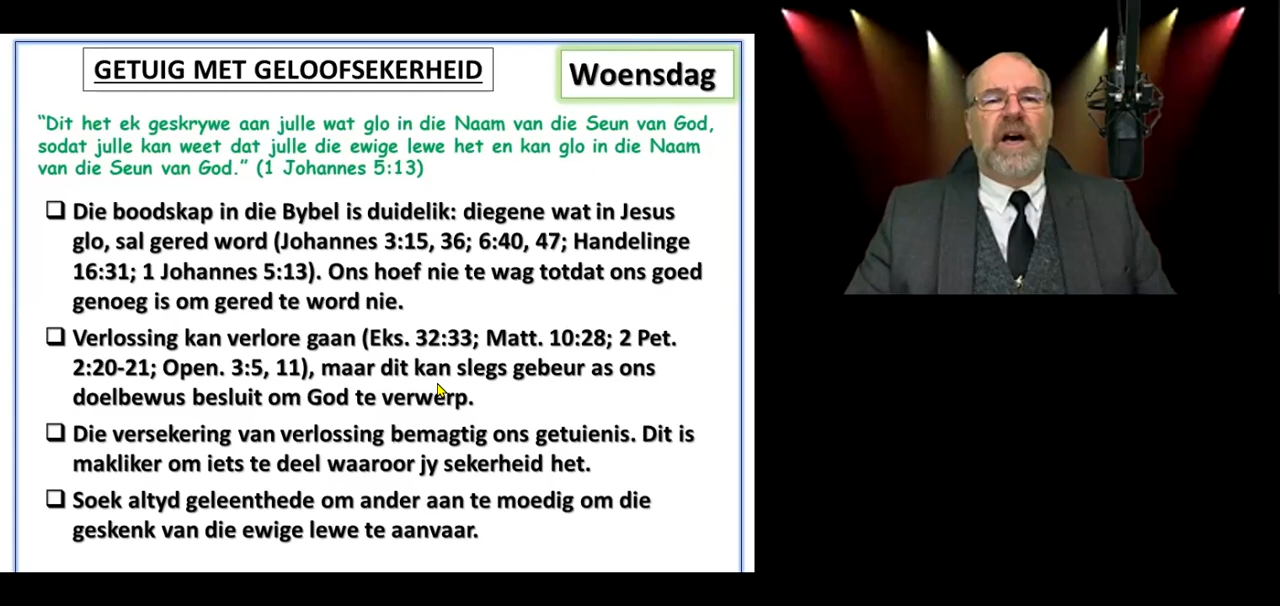 GETUIG MET GELOOFSEKERHEID
Woensdag
“Dit het ek geskrywe aan julle wat glo in die Naam van die Seun van God,
sodat julle kan weet dat julle die ewige lewe het en kan glo in die Naam
van die Seun van God.” (1 Johannes 5:13)
❑ Die boodskap in die Bybel is duidelik: diegene wat in Jesus
glo, sal gered word (Johannes 3:15, 36; 6:40, 47; Handelinge
16:31; 1 Johannes 5:13). Ons hoef nie te wag totdat ons goed
genoeg is om gered te word nie.
❑ Verlossing kan verlore gaan (Eks. 32:33; Matt. 10:28; 2 Pet.
2:20-21; Open. 3:5, 11), maar dit kan slegs gebeur as ons
doelbewus besluit om God te verwerp.
❑ Die versekering van verlossing bemagtig ons getuienis. Dit is
makliker om iets te deel waaroor jy sekerheid het.
❑ Soek altyd geleenthede om ander aan te moedig om die
geskenk van die ewige lewe te aanvaar.